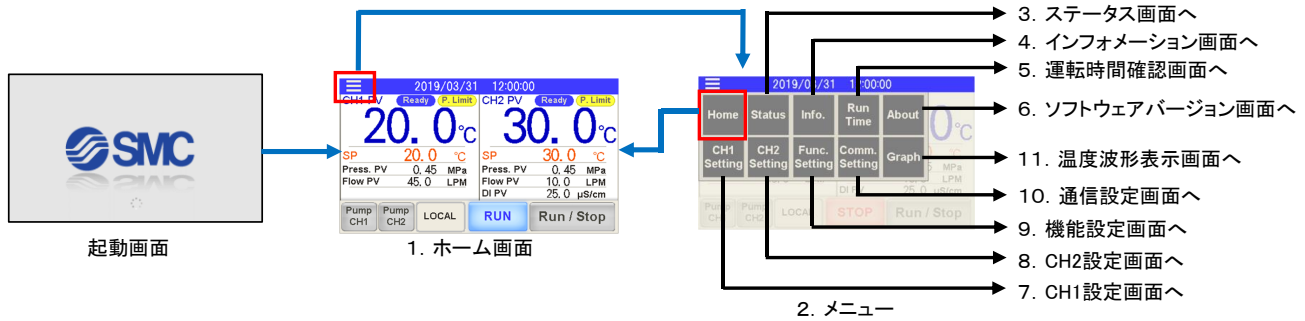 SMC
起動画面
2019/03/31 12:00:00
CH1 PV Ready P. Limit CH2 PV Ready P. Limit
20. 0 ℃ 30. 0 ℃
SP 20. 0 ℃ SP 30. 0 ℃
Press. PV 0. 45 MPa Press. PV 0. 45 MPa
Flow PV 45. 0 LPM Flow PV 10. 0 LPM
DI PV 25. 0 µS/cm
Pump CH1 Pump CH2 LOCAL RUN Run / Stop
1. ホーム画面
2019/03/31 12:00:00
Home Status Info. Run Time About
0 ℃
CH1 Setting CH2 Setting Func. Setting Comm. Setting Graph
MPa
LPM
DI PV 25. 0 µS/cm
Pump CH1 Pump CH2 LOCAL STOP Run / Stop
2. メニュー
3. ステータス画面へ
4. インフォメーション画面へ
5. 運転時間確認画面へ
6. ソフトウェアバージョン画面へ
11. 温度波形表示画面へ
10. 通信設定画面へ
9. 機能設定画面へ
8. CH2設定画面へ
7. CH1設定画面へ